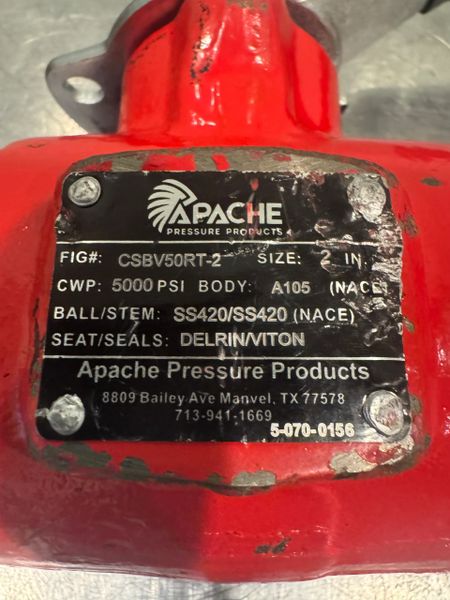 APACHE
PRESSURE PRODUCTS
FIG#: CSBV50RT-2 SIZE: 2 IN.
CWP: 5000 PSI BODY: A105 (NACE
BALL/STEM: SS420/SS420 (NACE)
SEAT/SEALS: DELRIN/VITON
Apache Pressure Products
8809 Bailey Ave Manvel, TX 77578
713-941-1669
5-070-0156